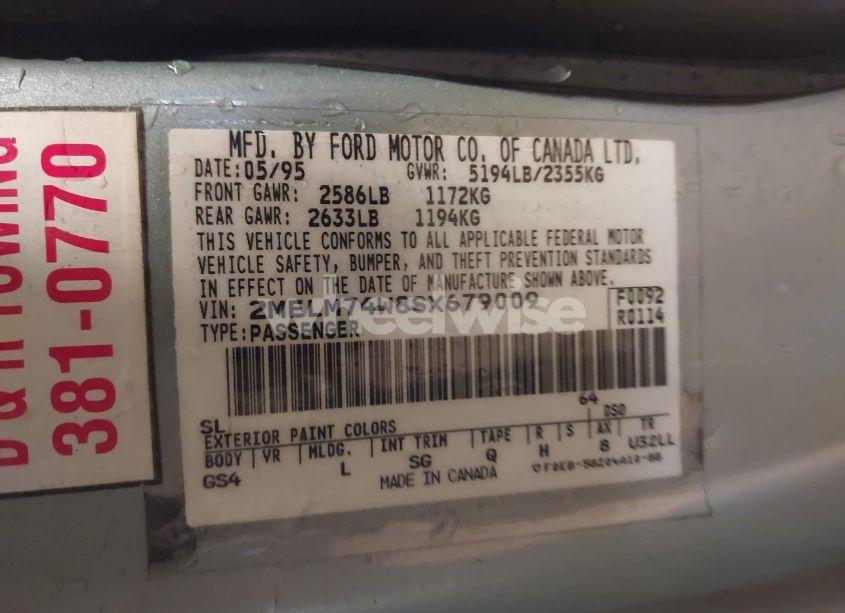 D & R TOWING
381-0770
MFD. BY FORD MOTOR CO. OF CANADA LTD.
DATE: 05/95 GVWR: 5194LB/2355KG
FRONT GAWR: 2586LB 1172KG
REAR GAWR: 2633LB 1194KG
THIS VEHICLE CONFORMS TO ALL APPLICABLE FEDERAL MOTOR
VEHICLE SAFETY, BUMPER, AND THEFT PREVENTION STANDARDS
IN EFFECT ON THE DATE OF MANUFACTURE SHOWN ABOVE.
VIN: 2MELM74W8SX679009 F0092
TYPE: PASSENGER R0114
64
SL DSO
EXTERIOR PAINT COLORS
BODY VR MLDG. INT TRIM TAPE R S AX TR
GS4 L SG Q H 8 U32LL
MADE IN CANADA